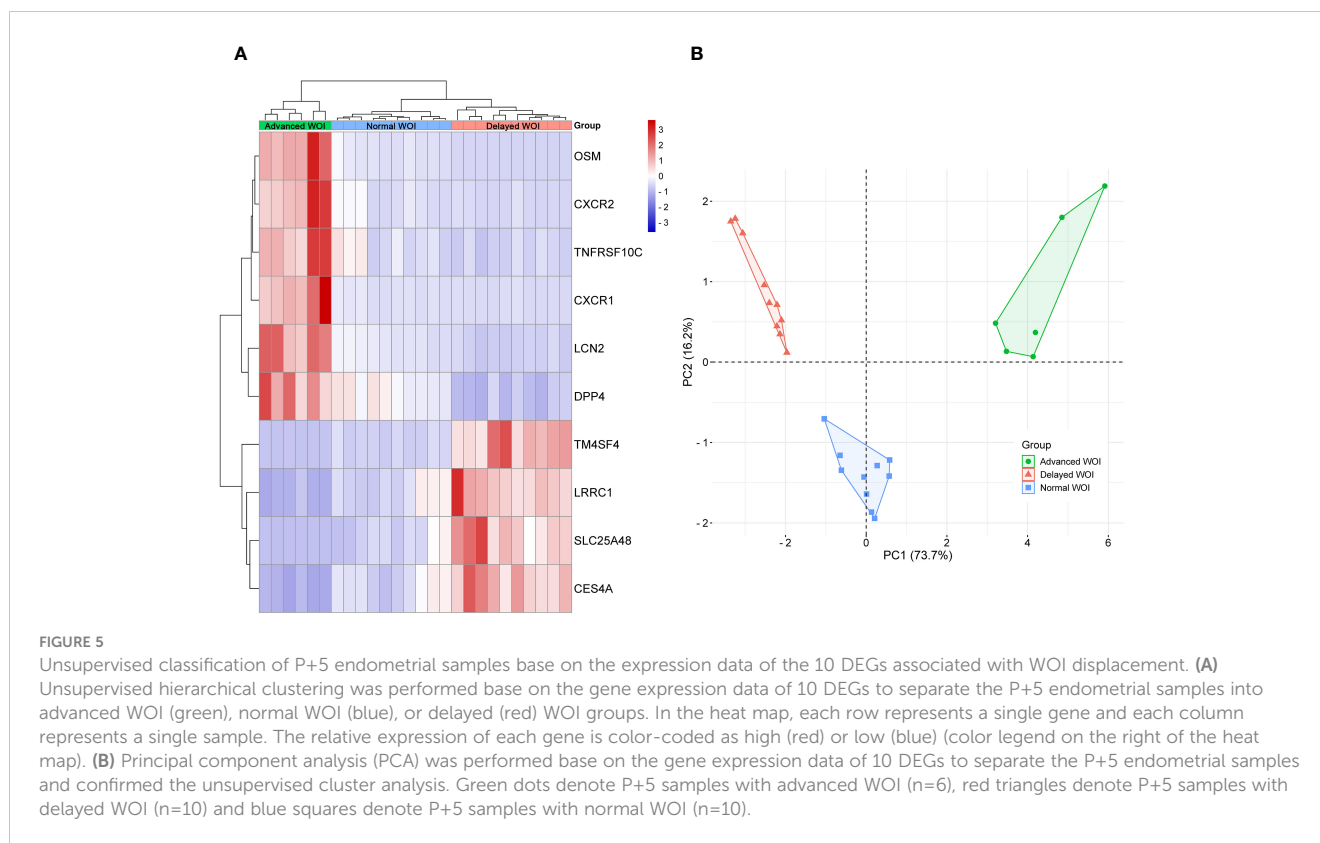 A
B
Advanced WOI
Normal WOI
Delayed WOI
Group
OSM
CXCR2
TNFRSF10C
CXCR1
LCN2
DPP4
TM4SF4
LRRC1
SLC25A48
CES4A
3
2
1
0
- 1
- 2
- 3
PC2 (16.2%)
2
1
0
- 1
- 2
- 2
0
2
4
6
PC1 (73.7%)
Group
Advanced WOI
Delayed WOI
Normal WOI
FIGURE 5
Unsupervised classification of P+5 endometrial samples base on the expression data of the 10 DEGs associated with WOI displacement. (A)
Unsupervised hierarchical clustering was performed base on the gene expression data of 10 DEGs to separate the P+5 endometrial samples into
advanced WOI (green), normal WOI (blue), or delayed (red) WOI groups. In the heat map, each row represents a single gene and each column
represents a single sample. The relative expression of each gene is color-coded as high (red) or low (blue) (color legend on the right of the heat
map). (B) Principal component analysis (PCA) was performed base on the gene expression data of 10 DEGs to separate the P+5 endometrial samples
and confirmed the unsupervised cluster analysis. Green dots denote P+5 samples with advanced WOI (n=6), red triangles denote P+5 samples with
delayed WOI (n=10) and blue squares denote P+5 samples with normal WOI (n=10).